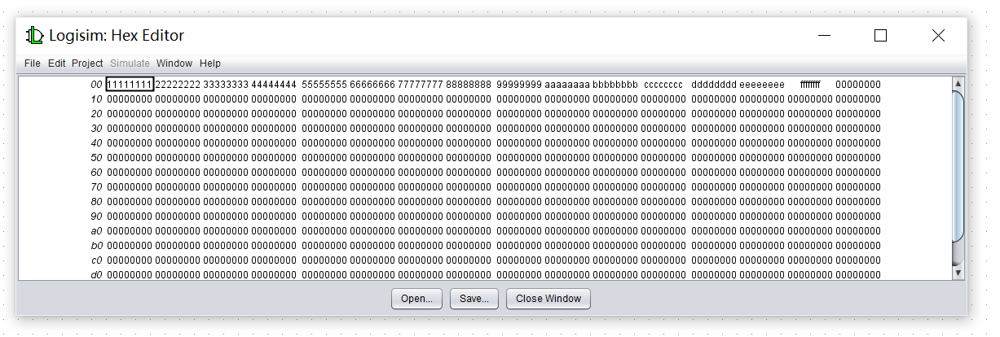 Logisim: Hex Editor
File Edit Project Simulate Window Help
00 11111111 22222222 33333333 44444444 55555555 66666666 77777777 88888888 99999999 aaaaaaaa bbbbbbbb cccccccc dddddddd eeeeeeee ffffffff 00000000
10 00000000 00000000 00000000 00000000 00000000 00000000 00000000 00000000 00000000 00000000 00000000 00000000 00000000 00000000 00000000 00000000
20 00000000 00000000 00000000 00000000 00000000 00000000 00000000 00000000 00000000 00000000 00000000 00000000 00000000 00000000 00000000 00000000
30 00000000 00000000 00000000 00000000 00000000 00000000 00000000 00000000 00000000 00000000 00000000 00000000 00000000 00000000 00000000 00000000
40 00000000 00000000 00000000 00000000 00000000 00000000 00000000 00000000 00000000 00000000 00000000 00000000 00000000 00000000 00000000 00000000
50 00000000 00000000 00000000 00000000 00000000 00000000 00000000 00000000 00000000 00000000 00000000 00000000 00000000 00000000 00000000 00000000
60 00000000 00000000 00000000 00000000 00000000 00000000 00000000 00000000 00000000 00000000 00000000 00000000 00000000 00000000 00000000 00000000
70 00000000 00000000 00000000 00000000 00000000 00000000 00000000 00000000 00000000 00000000 00000000 00000000 00000000 00000000 00000000 00000000
80 00000000 00000000 00000000 00000000 00000000 00000000 00000000 00000000 00000000 00000000 00000000 00000000 00000000 00000000 00000000 00000000
90 00000000 00000000 00000000 00000000 00000000 00000000 00000000 00000000 00000000 00000000 00000000 00000000 00000000 00000000 00000000 00000000
a0 00000000 00000000 00000000 00000000 00000000 00000000 00000000 00000000 00000000 00000000 00000000 00000000 00000000 00000000 00000000 00000000
b0 00000000 00000000 00000000 00000000 00000000 00000000 00000000 00000000 00000000 00000000 00000000 00000000 00000000 00000000 00000000 00000000
c0 00000000 00000000 00000000 00000000 00000000 00000000 00000000 00000000 00000000 00000000 00000000 00000000 00000000 00000000 00000000 00000000
d0 00000000 00000000 00000000 00000000 00000000 00000000 00000000 00000000 00000000 00000000 00000000 00000000 00000000 00000000 00000000 00000000
Open... Save... Close Window